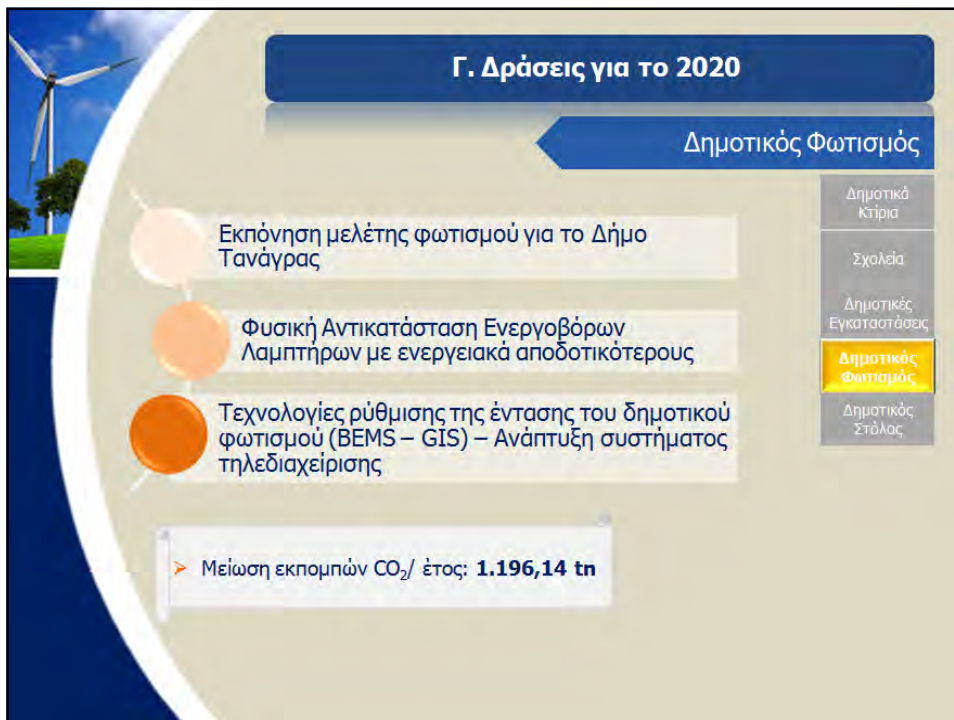 Γ. Δράσεις για το 2020
Δημοτικός Φωτισμός
Εκπόνηση μελέτης φωτισμού για το Δήμο
Τανάγρας
Φυσική Αντικατάσταση Ενεργοβόρων
Λαμπτήρων με ενεργειακά αποδοτικότερους
Τεχνολογίες ρύθμισης της έντασης του δημοτικού
φωτισμού (BEMS – GIS) – Ανάπτυξη συστήματος
τηλεδιαχείρισης
➢ Μείωση εκπομπών CO₂/ έτος: 1.196,14 tn
Δημοτικά
Κτίρια
Σχολεία
Δημοτικές
Εγκαταστάσεις
Δημοτικός
Φωτισμός
Δημοτικός
Στόλος